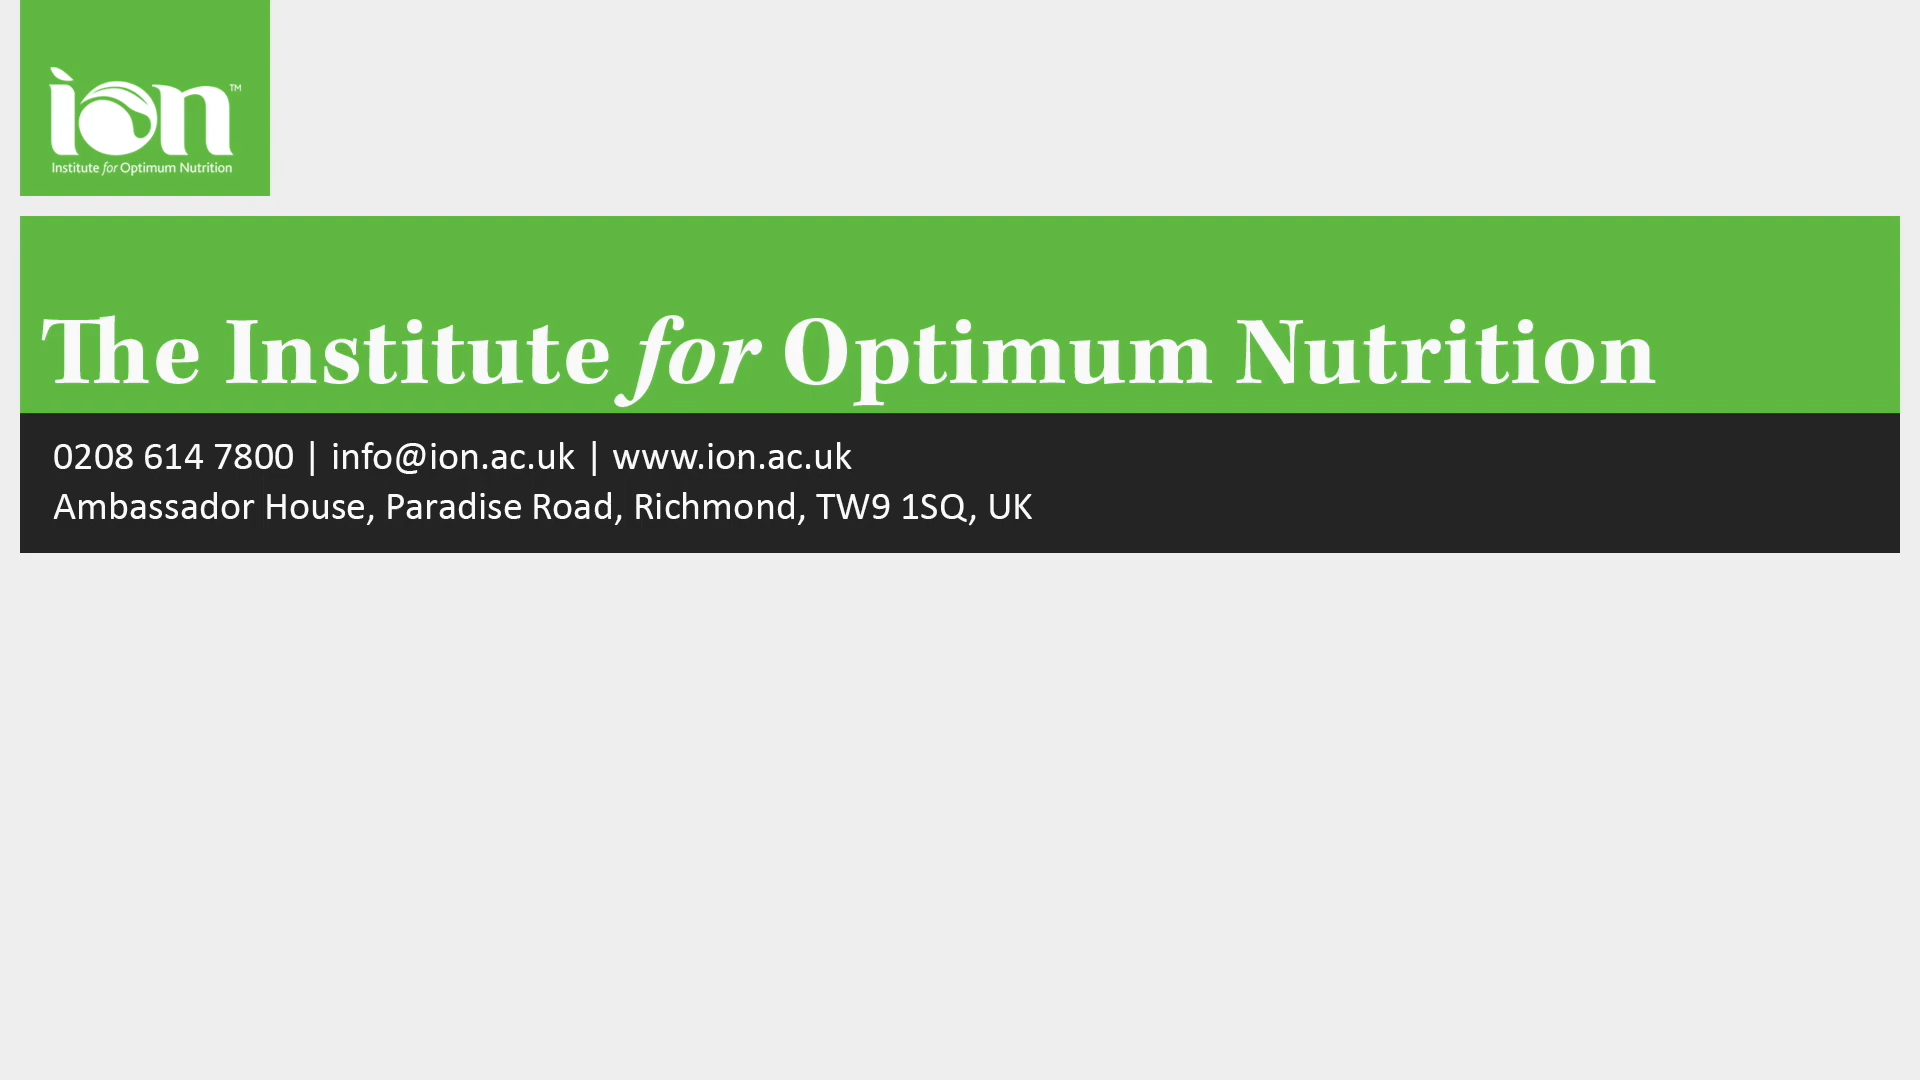 ion™
Institute for Optimum Nutrition
The Institute for Optimum Nutrition
0208 614 7800 | info@ion.ac.uk | www.ion.ac.uk
Ambassador House, Paradise Road, Richmond, TW9 1SQ, UK